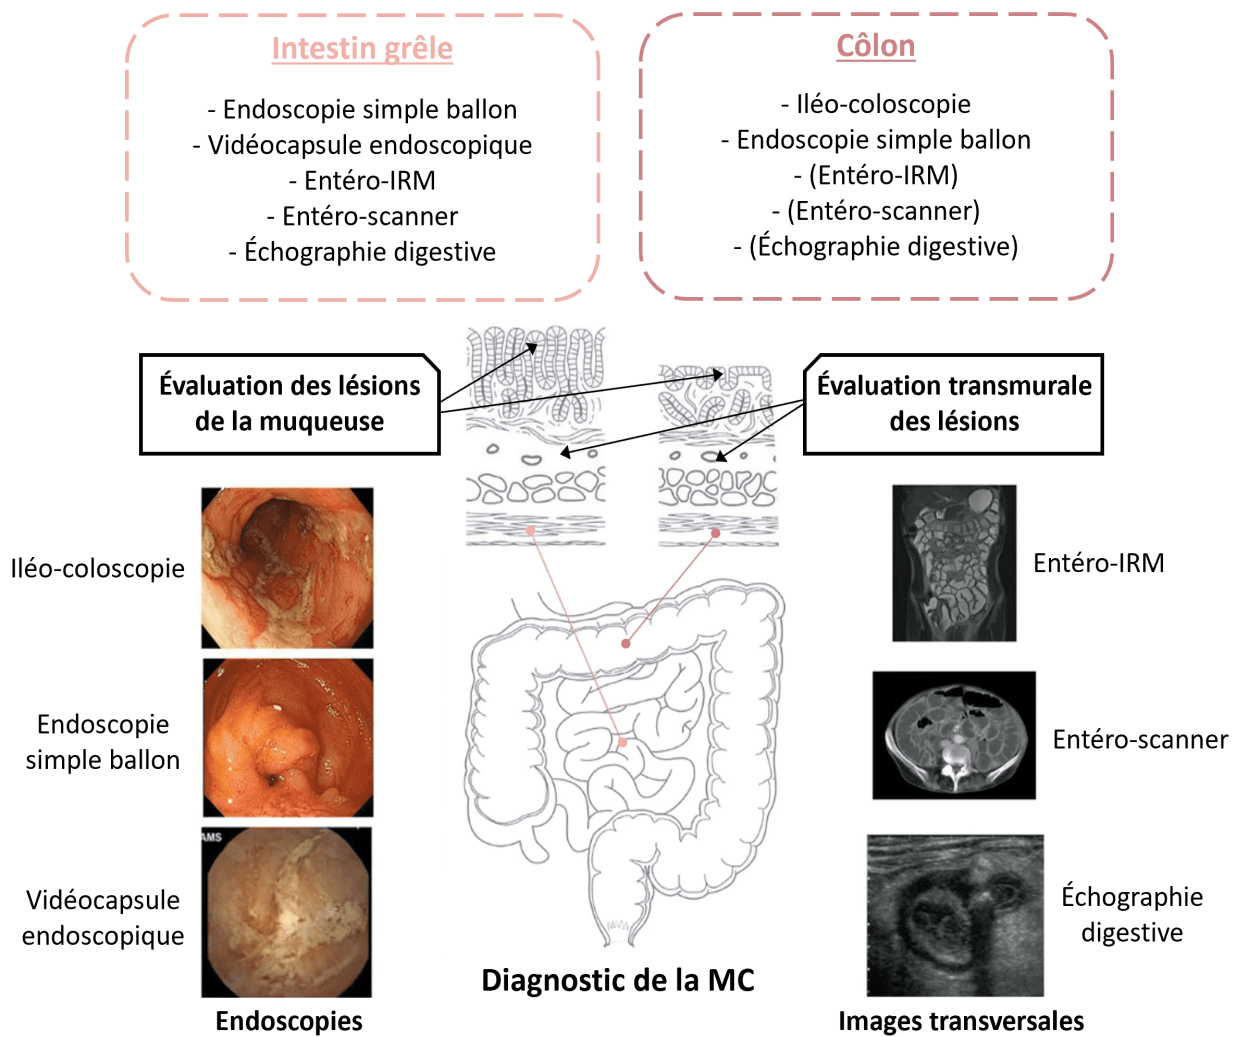 Intestin grêle
- Endoscopie simple ballon
- Vidéocapsule endoscopique
- Entéro-IRM
- Entéro-scanner
- Échographie digestive
Côlon
- Iléo-coloscopie
- Endoscopie simple ballon
- (Entéro-IRM)
- (Entéro-scanner)
- (Échographie digestive)
Évaluation des lésions
de la muqueuse
Évaluation transmurale
des lésions
Iléo-coloscopie
Endoscopie
simple ballon
AMS
Vidéocapsule
endoscopique
Endoscopies
Diagnostic de la MC
Entéro-IRM
Entéro-scanner
Échographie
digestive
Images transversales